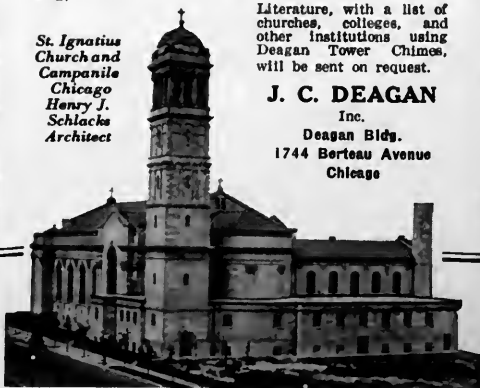 St. Ignatius
Church and
Campanile
Chicago
Henry J.
Schlacks
Architect
Literature, with a list of
churches, colleges, and
other institutions using
Deagan Tower Chimes,
will be sent on request.
J. C. DEAGAN
Inc.
Deagan Bldg.
1744 Berteau Avenue
Chicago